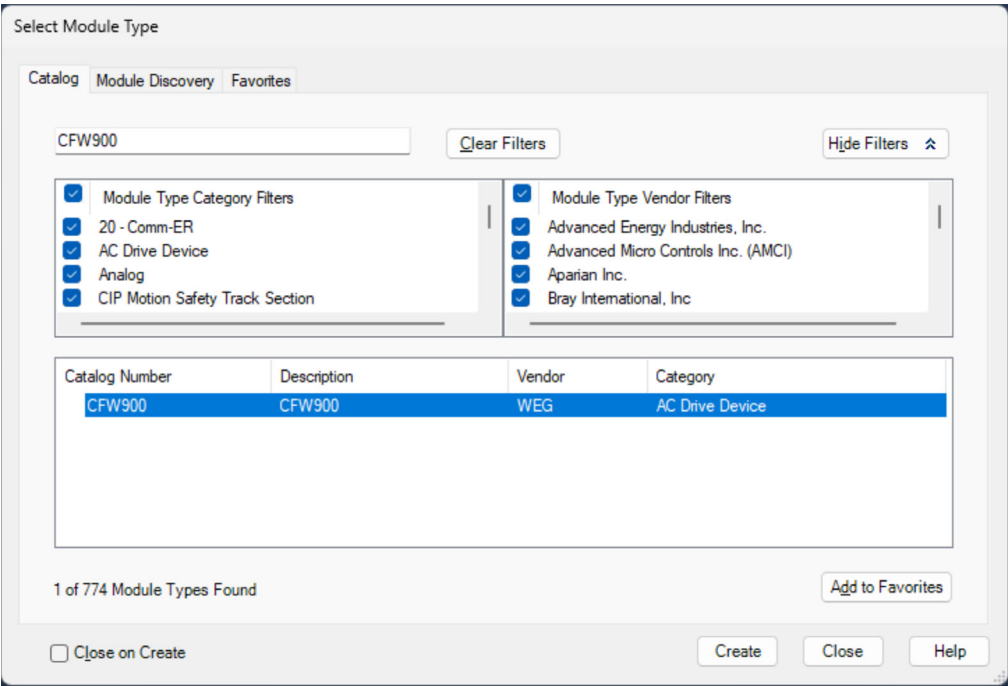 Select Module Type
Catalog Module Discovery Favorites
CFW900 Clear Filters Hide Filters
Module Type Category Filters
20 - Comm-ER
AC Drive Device
Analog
CIP Motion Safety Track Section
Module Type Vendor Filters
Advanced Energy Industries, Inc.
Advanced Micro Controls Inc. (AMCI)
Aparian Inc.
Bray International, Inc
Catalog Number Description Vendor Category
CFW900 CFW900 WEG AC Drive Device
1 of 774 Module Types Found Add to Favorites
Close on Create Create Close Help